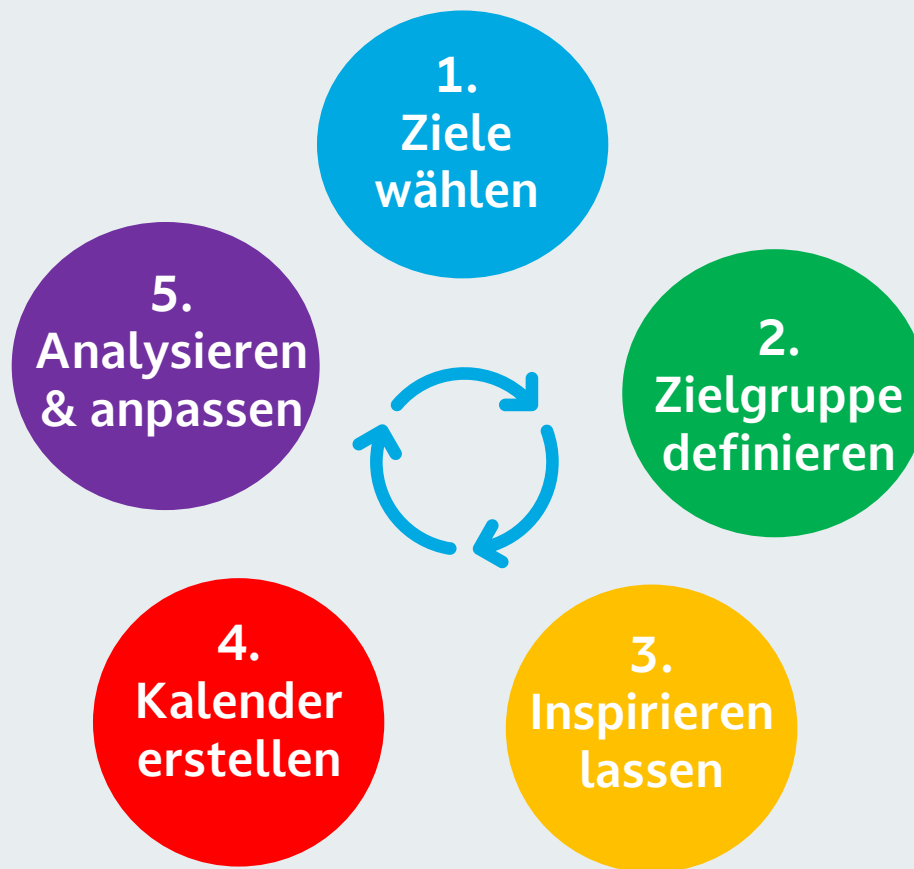 1.
Ziele
wählen
2.
Zielgruppe
definieren
3.
Inspirieren
lassen
4.
Kalender
erstellen
5.
Analysieren
& anpassen